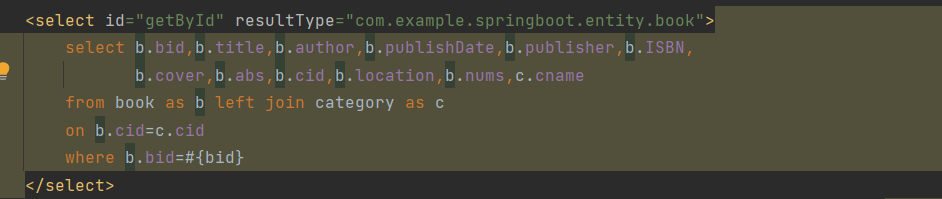 <select id="getById" resultType="com.example.springboot.entity.book">
select b.bid,b.title,b.author,b.publishDate,b.publisher,b.ISBN,
b.cover,b.abs,b.cid,b.location,b.nums,c.cname
from book as b left join category as c
on b.cid=c.cid
where b.bid=#{bid}
</select>